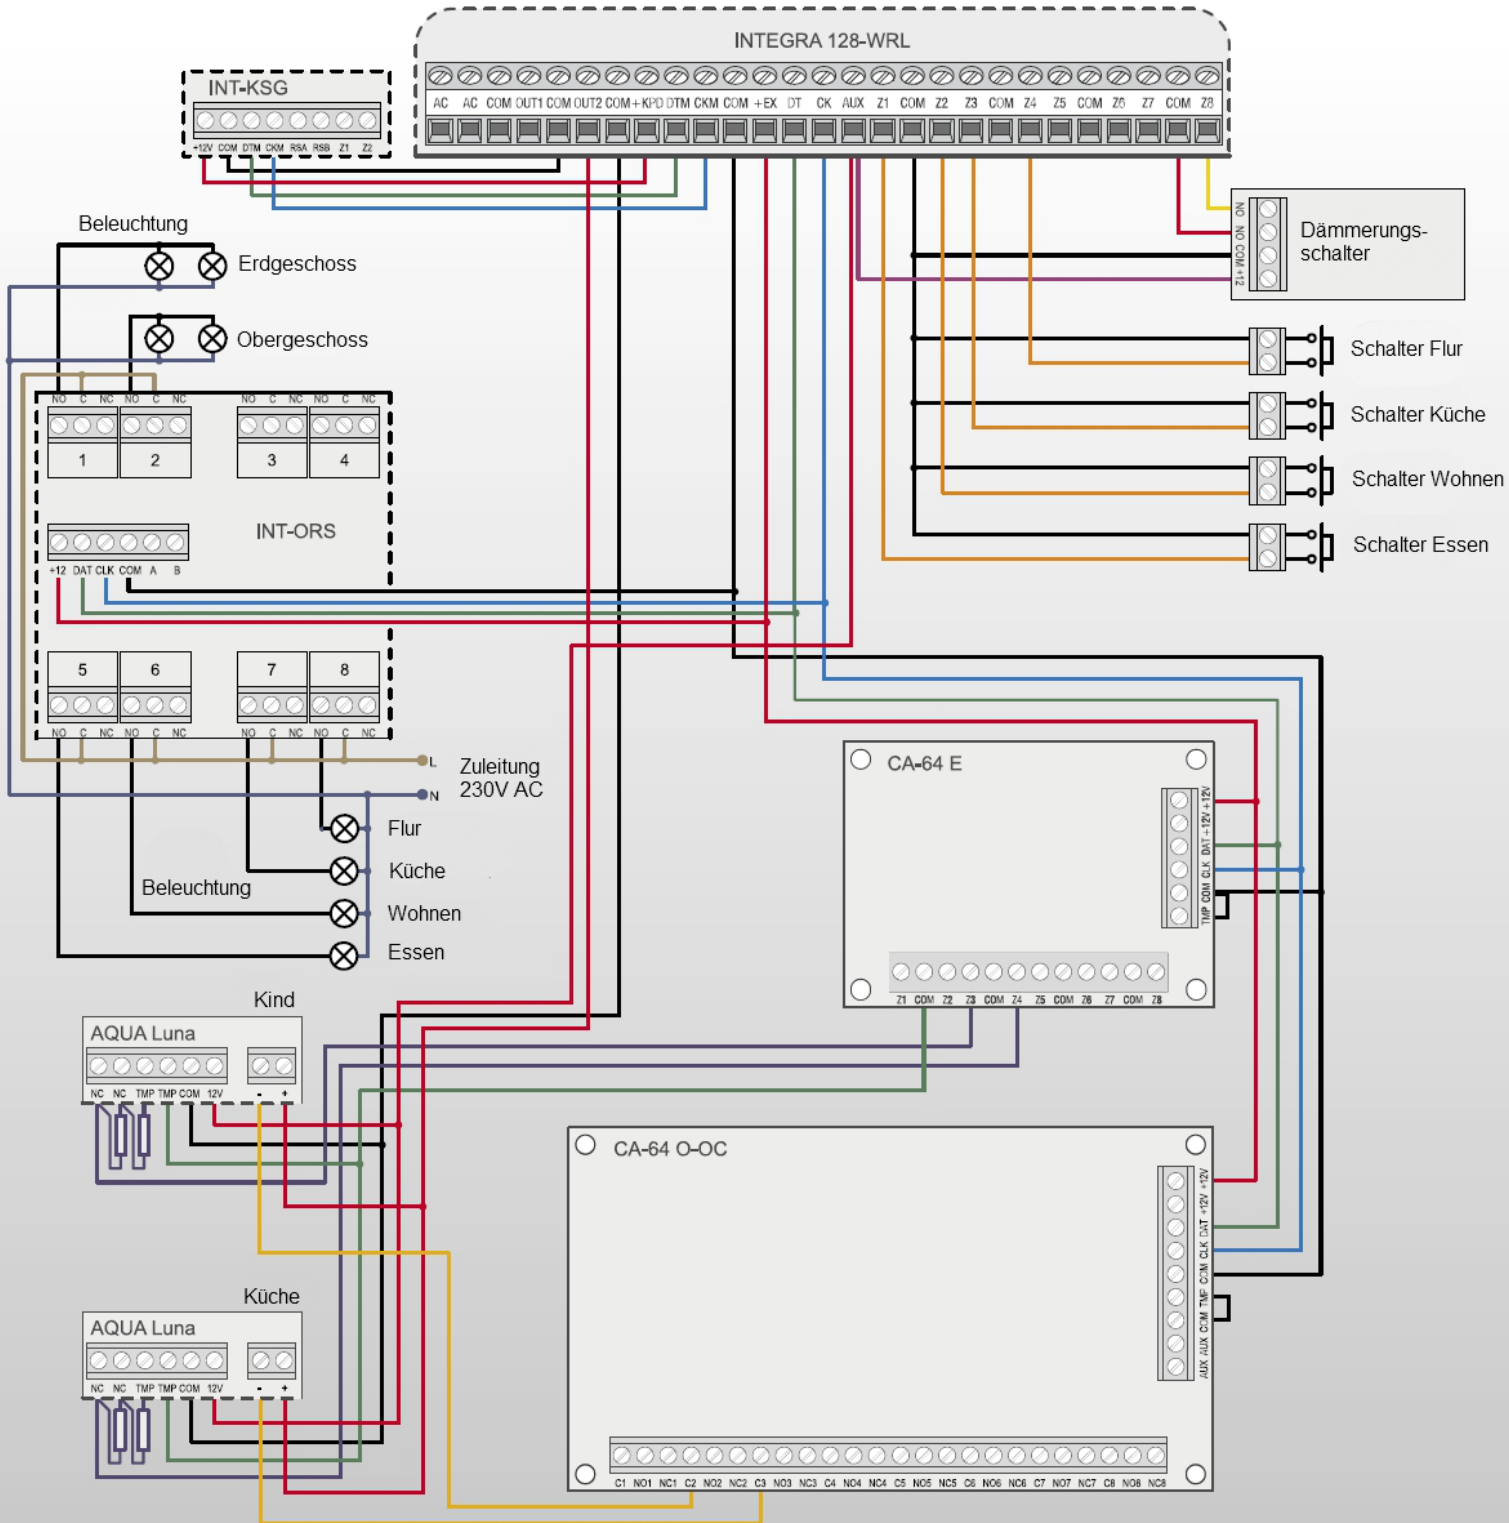 INTEGRA 128-WRL
AC AC COM OUT1 COM OUT2 COM +KPD DTM CKM COM +EX DT CK AUX Z1 COM Z2 Z3 COM Z4 Z5 COM Z6 Z7 COM Z8
INT-KSG
+12V COM DTM CKM RSA RSB Z1 Z2
NO NO COM +12
Dämmerungs-
schalter
Beleuchtung
Erdgeschoss
Obergeschoss
Schalter Flur
Schalter Küche
Schalter Wohnen
Schalter Essen
NO C NC NO C NC NO C NC NO C NC
1 2 3 4
INT-ORS
+12 DAT CLK COM A B
5 6 7 8
NO C NC NO C NC NO C NC NO C NC
L
N
Zuleitung
230V AC
Flur
Küche
Wohnen
Essen
Beleuchtung
CA-64 E
TMP COM CLK DAT +12V +12V
Z1 COM Z2 Z3 COM Z4 Z5 COM Z6 Z7 COM Z8
Kind
AQUA Luna
NC NC TMP TMP COM 12V - +
CA-64 O-OC
AUX AUX COM TMP COM CLK DAT +12V +12V
C1 NO1 NC1 C2 NO2 NC2 C3 NO3 NC3 C4 NO4 NC4 C5 NO5 NC5 C6 NO6 NC6 C7 NO7 NC7 C8 NO8 NC8
Küche
AQUA Luna
NC NC TMP TMP COM 12V - +